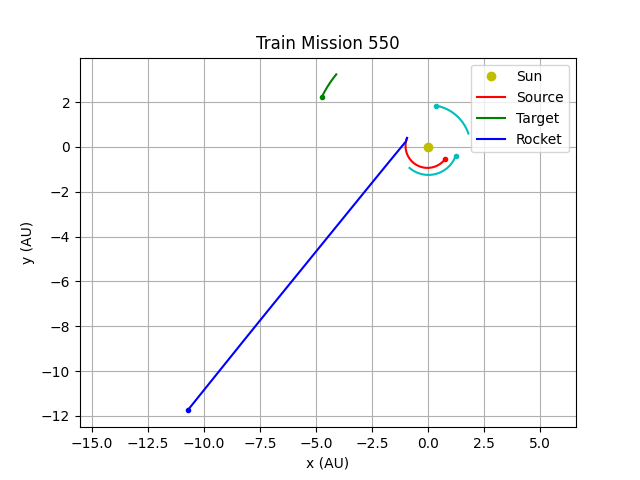 Train Mission 550
Sun
Source
Target
Rocket
y (AU)
2
0
−2
−4
−6
−8
−10
−12
−15.0 −12.5 −10.0 −7.5 −5.0 −2.5 0.0 2.5 5.0
x (AU)